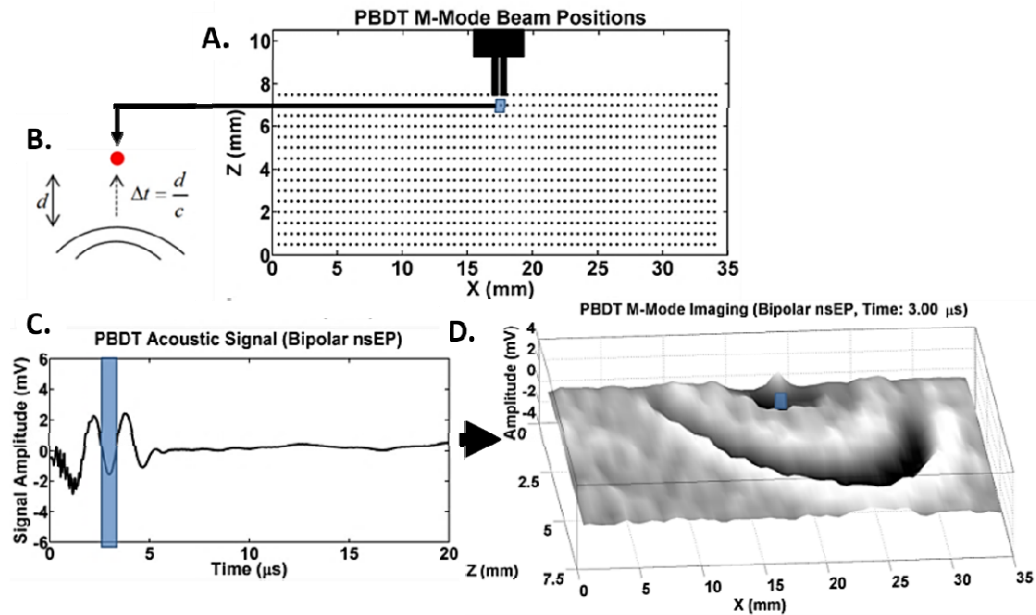 A.
PBDT M-Mode Beam Positions
10
8
6
4
2
0
Z (mm)
0 5 10 15 20 25 30 35
X (mm)
B.
d
Δt = d/c
C.
PBDT Acoustic Signal (Bipolar nsEP)
6
4
2
0
-2
-4
-6
Signal Amplitude (mV)
0 5 10 15 20
Time (μs)
D.
PBDT M-Mode Imaging (Bipolar nsEP, Time: 3.00 μs)
4
2
0
-2
-4
Amplitude (mV)
0
2.5
5
7.5
Z (mm)
0 5 10 15 20 25 30 35
X (mm)